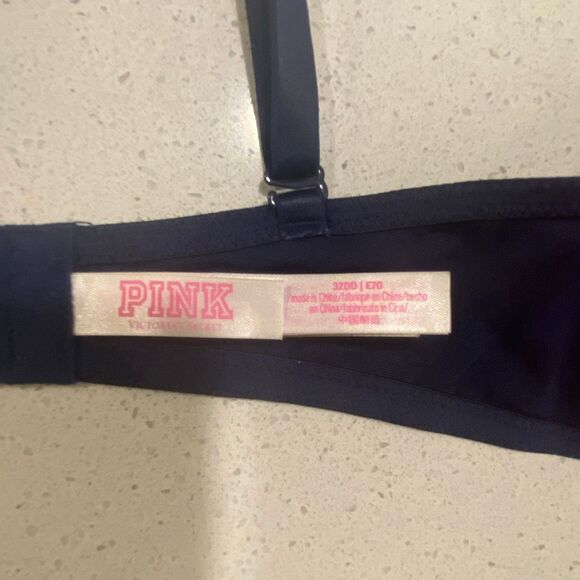 PINK
VICTORIA'S SECRET
32DD | E70
made in China/fabriqué en Chine/hecho
en China/fabbricato in Cina/
中国制造